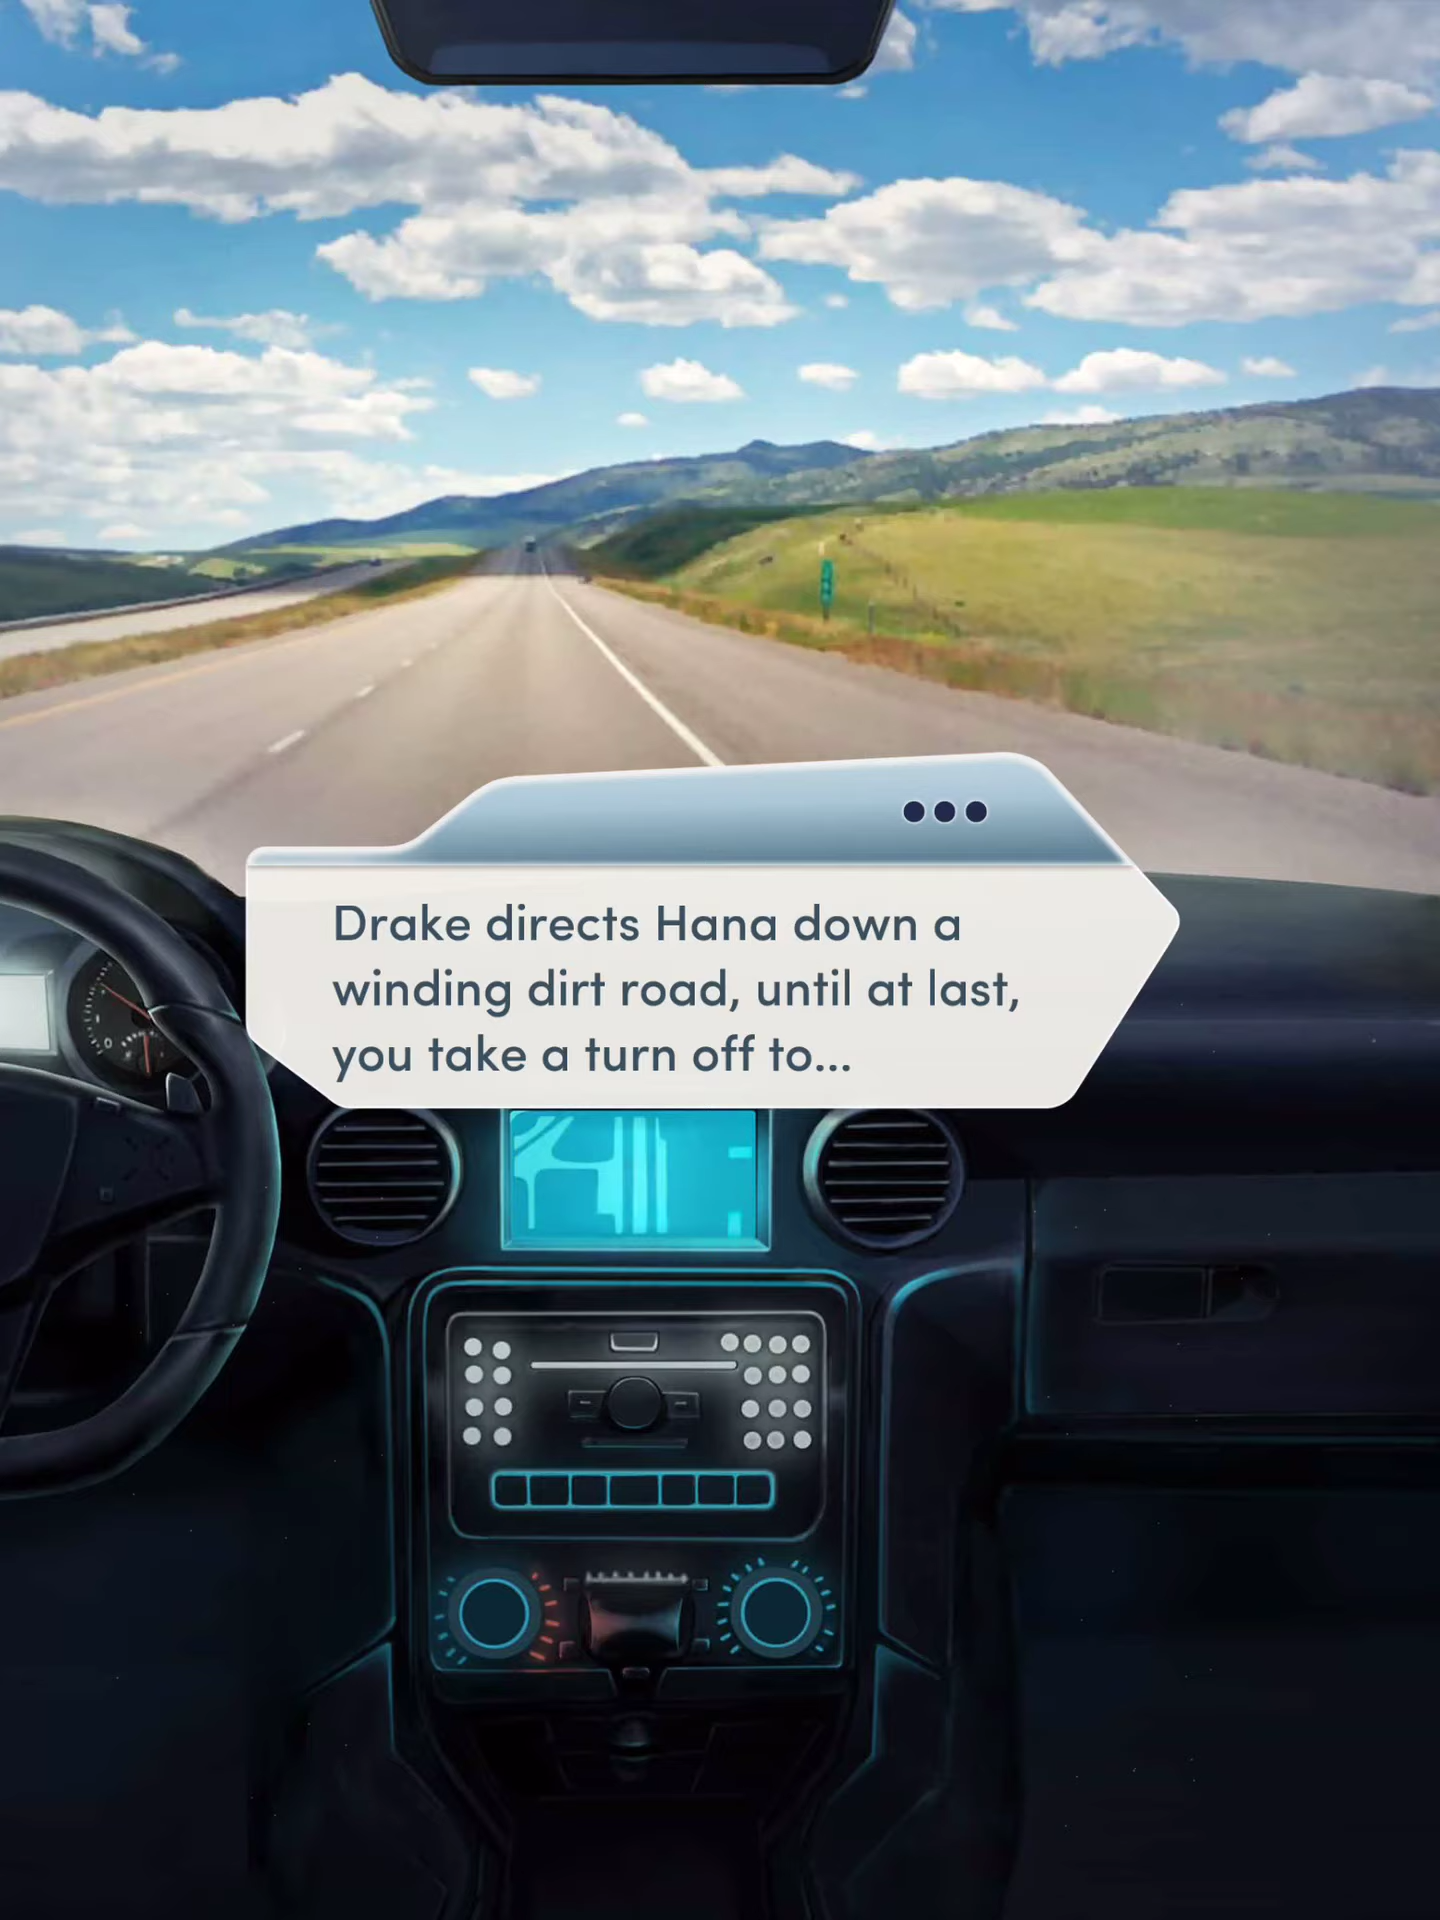 Drake directs Hana down a
winding dirt road, until at last,
you take a turn off to...